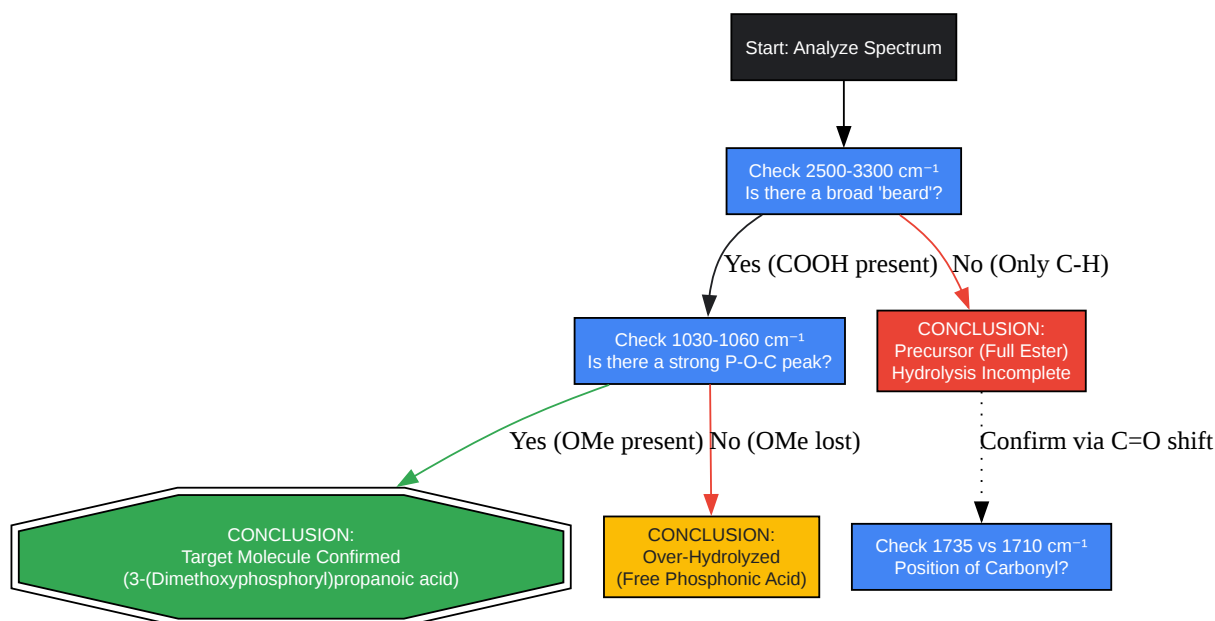 Start: Analyze Spectrum
Check 2500-3300 cm⁻¹
Is there a broad 'beard'?
Yes (COOH present)
No (Only C-H)
Check 1030-1060 cm⁻¹
Is there a strong P-O-C peak?
CONCLUSION:
Precursor (Full Ester)
Hydrolysis Incomplete
Yes (OMe present)
No (OMe lost)
Confirm via C=O shift
CONCLUSION:
Target Molecule Confirmed
(3-(Dimethoxyphosphoryl)propanoic acid)
CONCLUSION:
Over-Hydrolyzed
(Free Phosphonic Acid)
Check 1735 vs 1710 cm⁻¹
Position of Carbonyl?